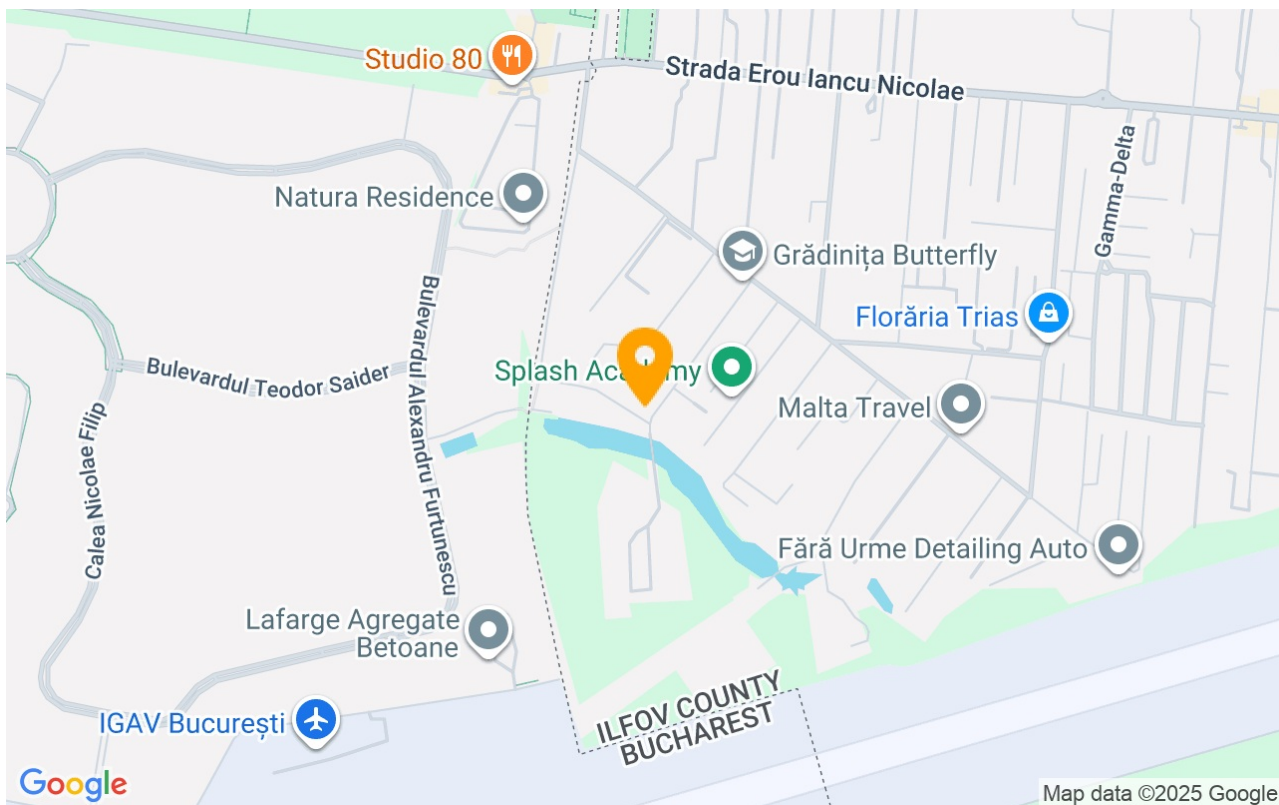 Studio 80
Strada Erou Iancu Nicolae
Natura Residence
Gamma-Delta
Grădinița Butterfly
Florăria Trias
Bulevardul Alexandru Furtunescu
Bulevardul Teodor Saider
Splash Academy
Malta Travel
Calea Nicolae Filip
Fără Urme Detailing Auto
Lafarge Agregate
Betoane
ILFOV COUNTY
BUCHAREST
IGAV București
Google
Map data ©2025 Google